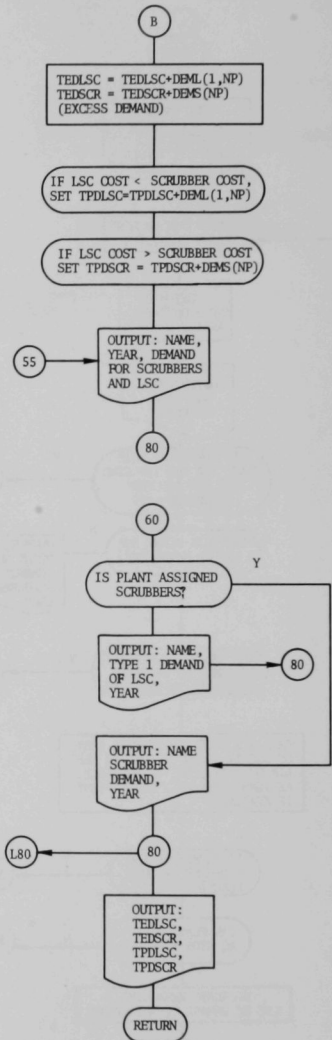 B
TEDLSC = TEDLSC+DEML(1,NP)
TEDSCR = TEDSCR+DEMS(NP)
(EXCESS DEMAND)
IF LSC COST < SCRUBBER COST,
SET TPDLSC=TPDLSC+DEML(1,NP)
IF LSC COST > SCRUBBER COST
SET TPDSCR = TPDSCR+DEMS(NP)
55
OUTPUT: NAME,
YEAR, DEMAND
FOR SCRUBBERS
AND LSC
80
60
IS PLANT ASSIGNED
SCRUBBERS?
Y
OUTPUT: NAME,
TYPE 1 DEMAND
OF LSC,
YEAR
80
OUTPUT: NAME
SCRUBBER
DEMAND,
YEAR
L80
80
OUTPUT:
TEDLSC,
TEDSCR,
TPDLSC,
TPDSCR
RETURN